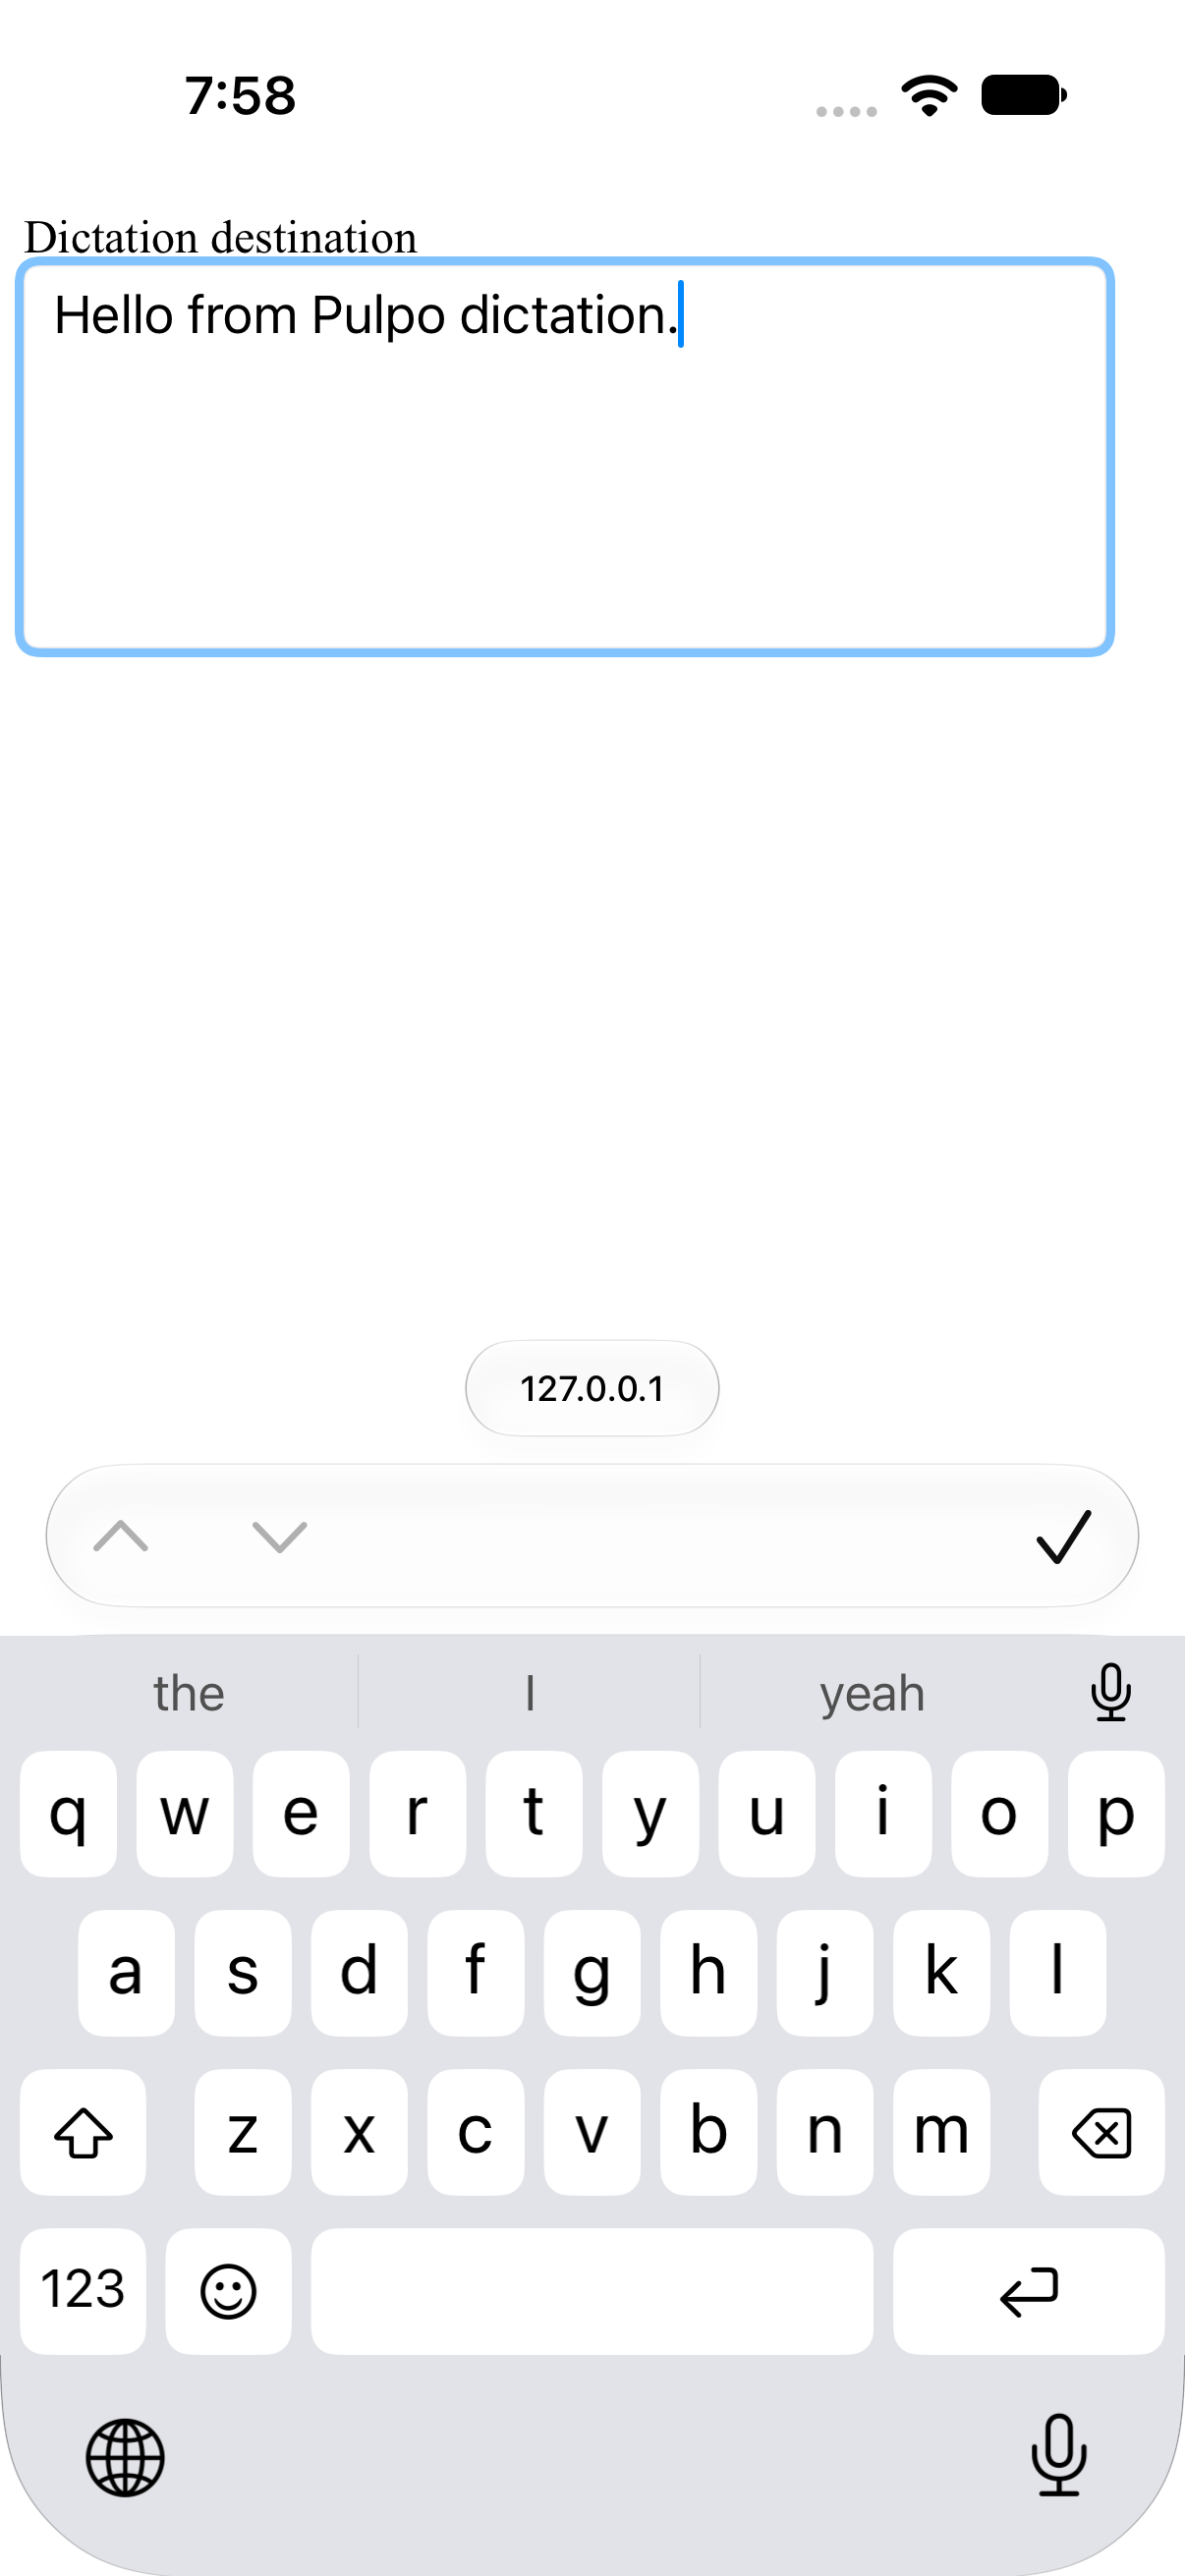 7:58
Dictation destination
Hello from Pulpo dictation.
127.0.0.1
the I yeah
q w e r t y u i o p
a s d f g h j k l
z x c v b n m
123